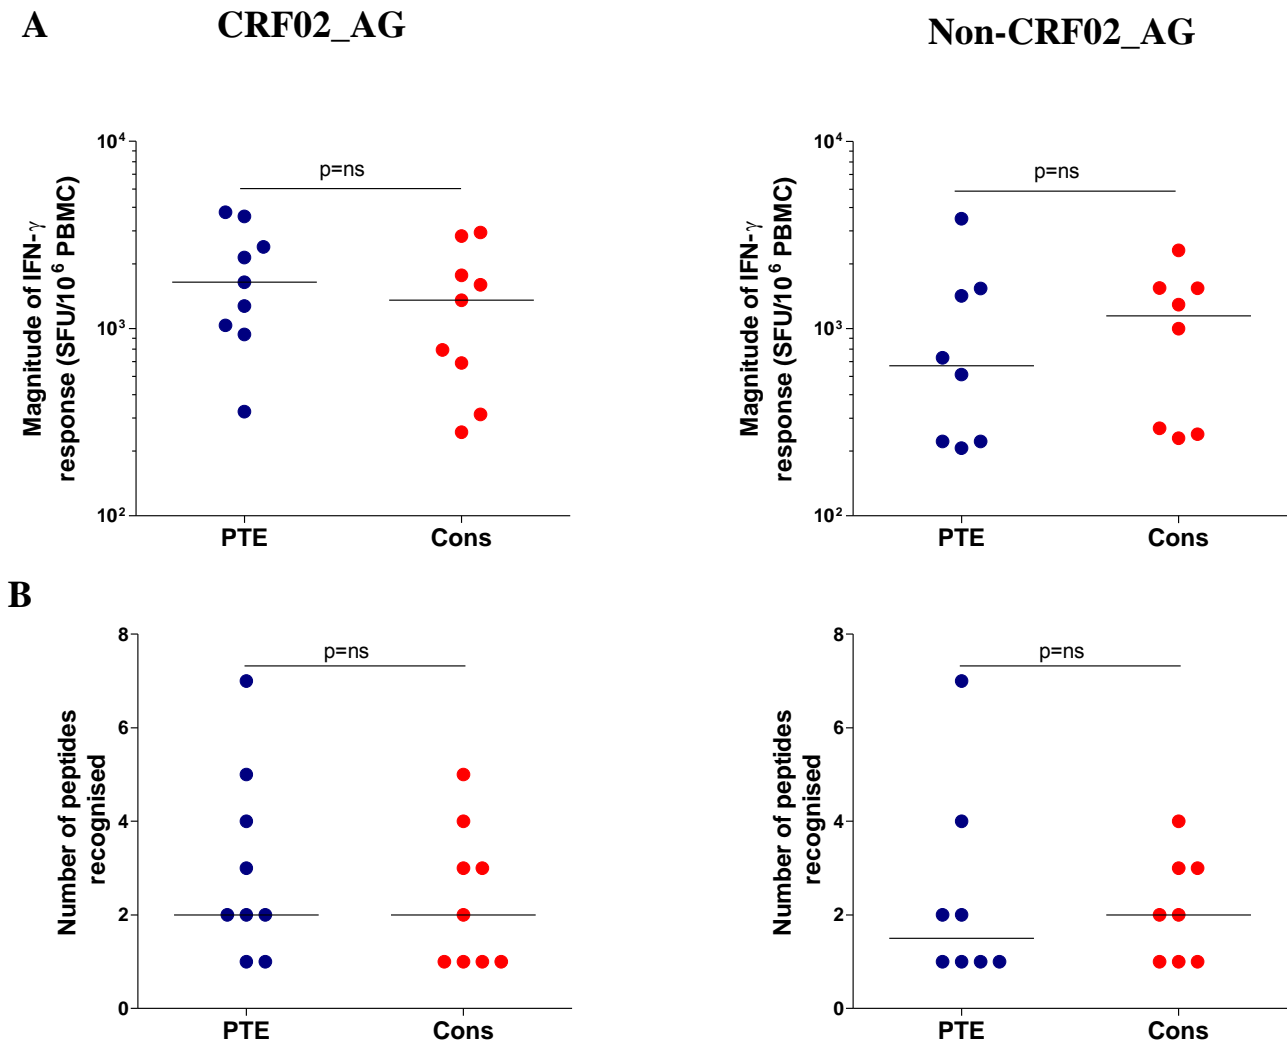 A
CRF02_AG
Non-CRF02_AG
Magnitude of IFN-γ
response (SFU/10⁶ PBMC)
10⁴
10³
10²
p=ns
PTE
Cons
Magnitude of IFN-γ
response (SFU/10⁶ PBMC)
10⁴
10³
10²
p=ns
PTE
Cons
B
Number of peptides
recognised
8
6
4
2
0
p=ns
PTE
Cons
Number of peptides
recognised
8
6
4
2
0
p=ns
PTE
Cons